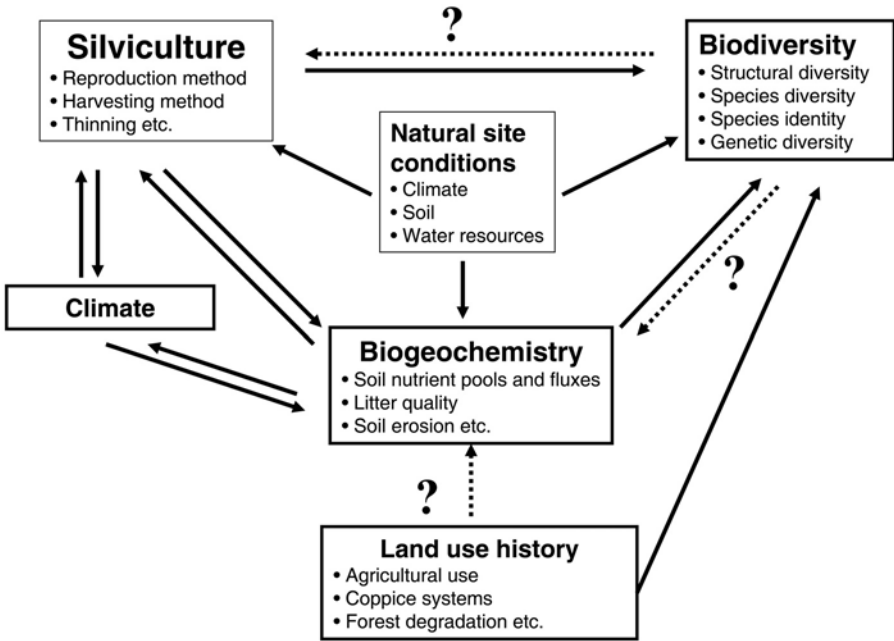 ?
Silviculture
• Reproduction method
• Harvesting method
• Thinning etc.
Biodiversity
• Structural diversity
• Species diversity
• Species identity
• Genetic diversity
Natural site
conditions
• Climate
• Soil
• Water resources
?
Climate
Biogeochemistry
• Soil nutrient pools and fluxes
• Litter quality
• Soil erosion etc.
?
Land use history
• Agricultural use
• Coppice systems
• Forest degradation etc.